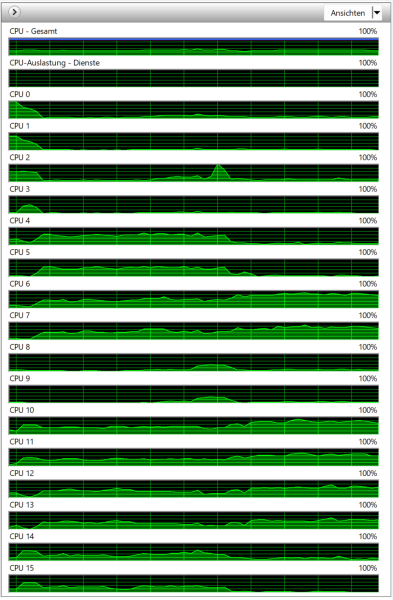 Ansichten
CPU - Gesamt 100%
CPU-Auslastung - Dienste 100%
CPU 0 100%
CPU 1 100%
CPU 2 100%
CPU 3 100%
CPU 4 100%
CPU 5 100%
CPU 6 100%
CPU 7 100%
CPU 8 100%
CPU 9 100%
CPU 10 100%
CPU 11 100%
CPU 12 100%
CPU 13 100%
CPU 14 100%
CPU 15 100%